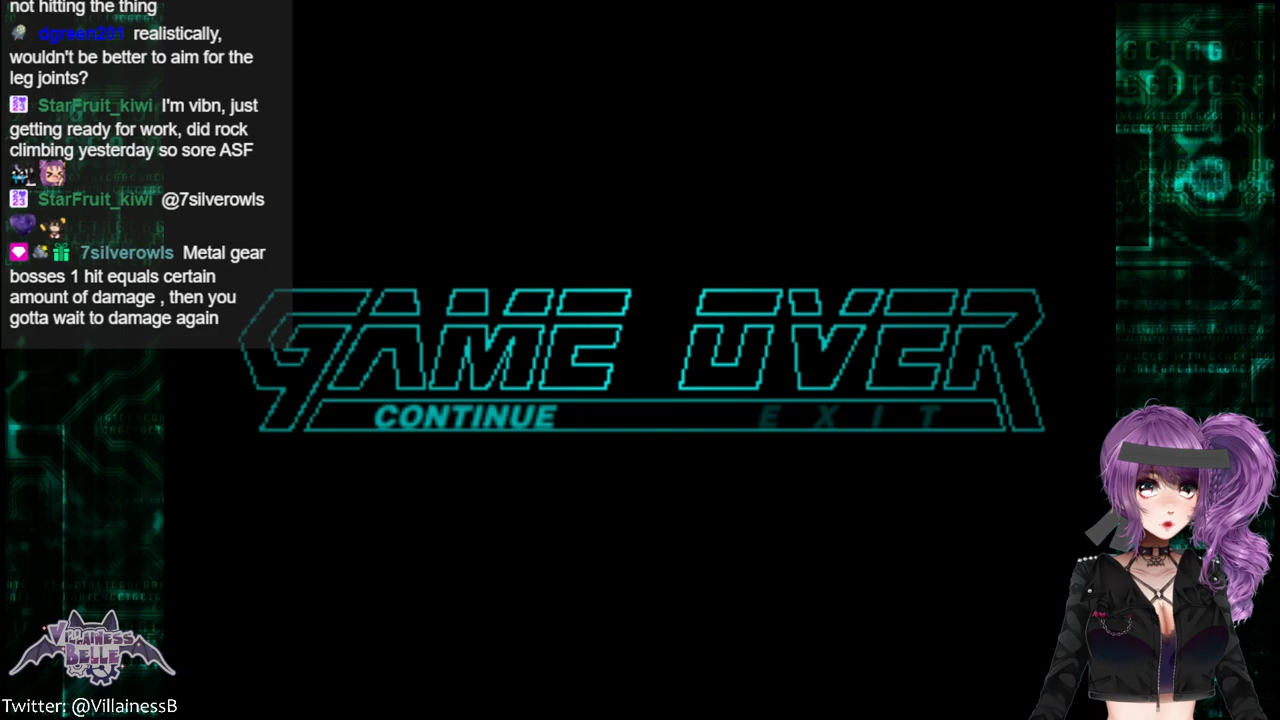 not hitting the thing
dgreen201 realistically,
wouldn't be better to aim for the
leg joints?
StarFruit_kiwi I'm vibn, just
getting ready for work, did rock
climbing yesterday so sore ASF
StarFruit_kiwi @7silverowls
7silverowls Metal gear
bosses 1 hit equals certain
amount of damage , then you
gotta wait to damage again
GAME OVER
CONTINUE EXIT
VILLAINESS
BELLE
Twitter: @VillainessB